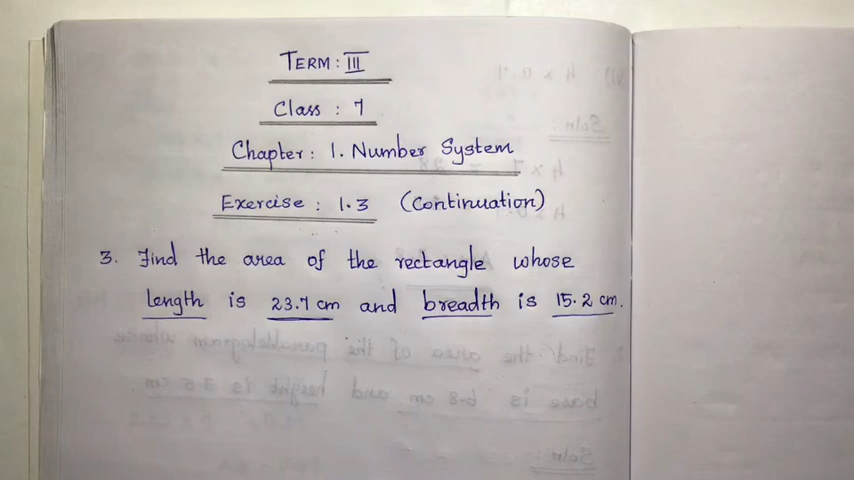 TERM : III
Class : 7
Chapter : 1. Number System
Exercise : 1.3 (Continuation)
3. Find the area of the rectangle whose
length is 23.7 cm and breadth is 15.2 cm.